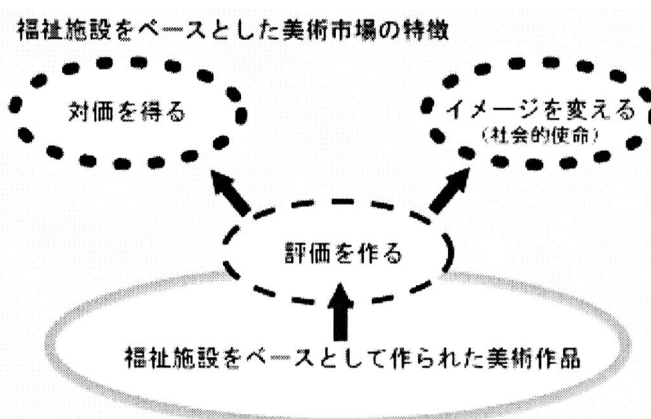 福祉施設をベースとした美術市場の特徴
対価を得る
イメージを変える
（社会的使命）
評価を作る
福祉施設をベースとして作られた美術作品